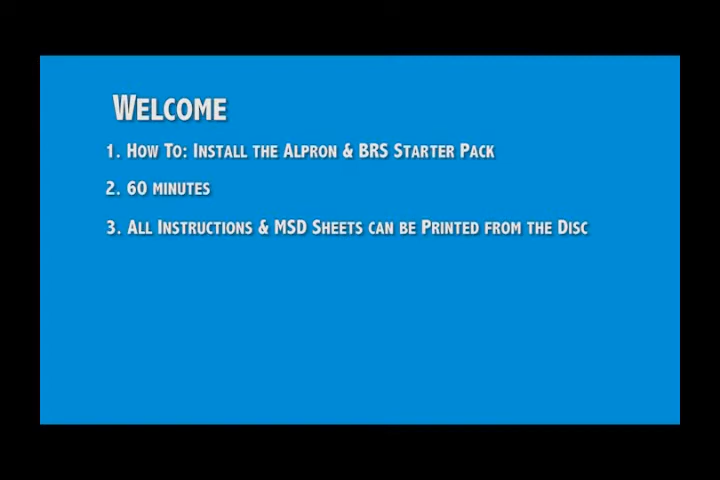 WELCOME
1. HOW TO: INSTALL THE ALPRON & BRS STARTER PACK
2. 60 MINUTES
3. ALL INSTRUCTIONS & MSD SHEETS CAN BE PRINTED FROM THE DISC